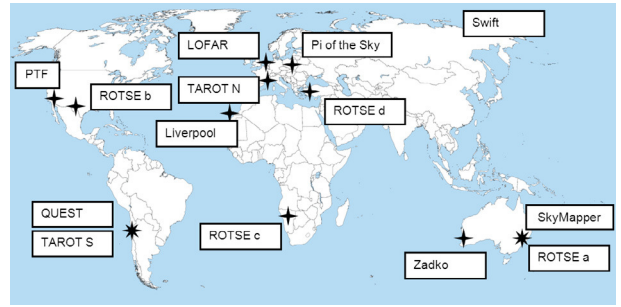 Swift
LOFAR
Pi of the Sky
PTF
ROTSE b
TAROT N
ROTSE d
Liverpool
QUEST
TAROT S
ROTSE c
SkyMapper
Zadko
ROTSE a